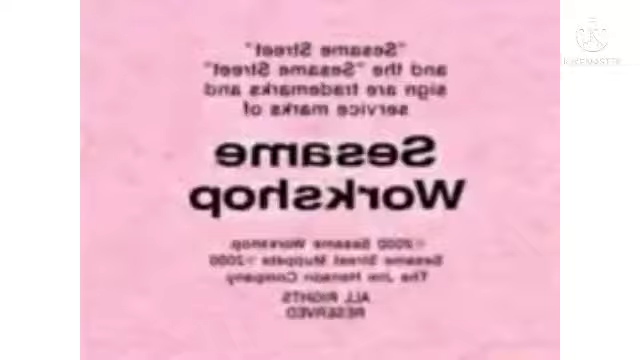 "Sesame Street"
and the "Sesame Street"
sign are trademarks and
service marks of
Sesame
Workshop
©2000 Sesame Workshop
Sesame Street Muppets ©2000
The Jim Henson Company
ALL RIGHTS
RESERVED
KINEMASTER